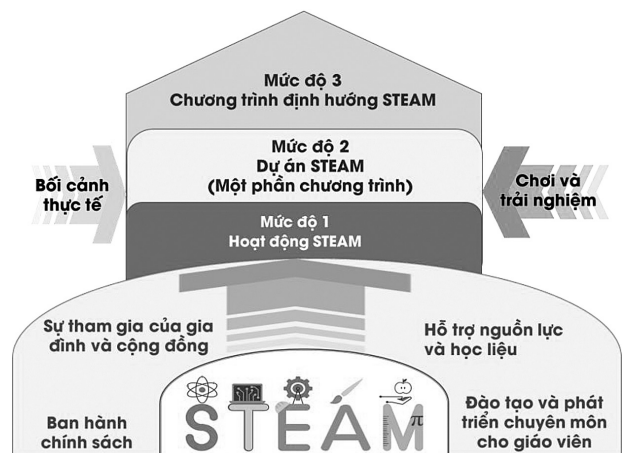 Mức độ 3
Chương trình định hướng STEAM
Mức độ 2
Dự án STEAM
(Một phần chương trình)
Bối cảnh
thực tế
Chơi và
trải nghiệm
Mức độ 1
Hoạt động STEAM
Sự tham gia của gia
đình và cộng đồng
Hỗ trợ nguồn lực
và học liệu
Ban hành
chính sách
STEAM
π
Đào tạo và phát
triển chuyên môn
cho giáo viên